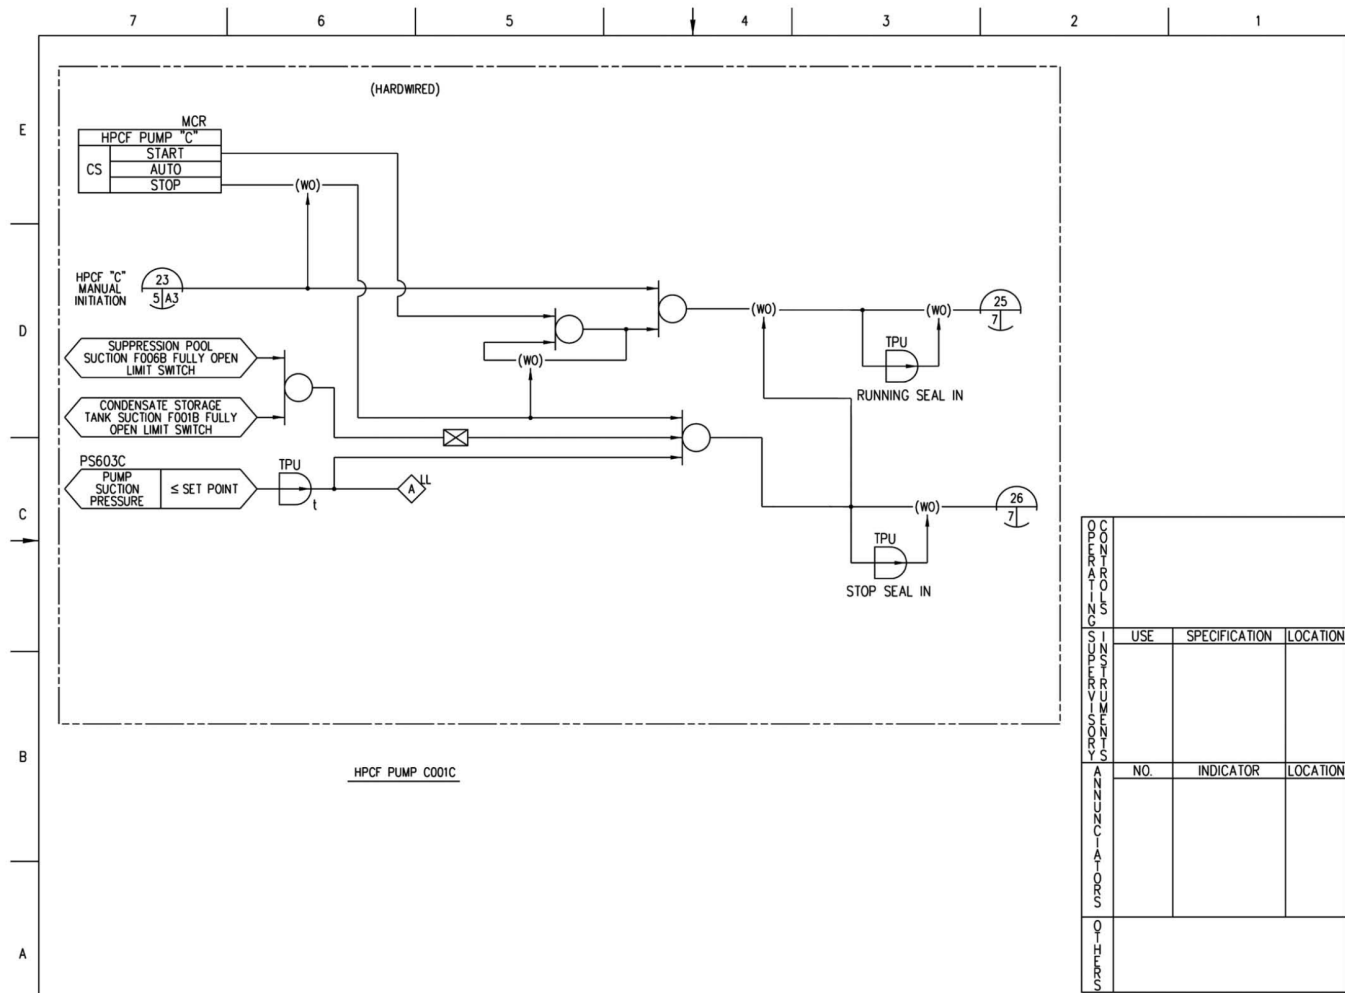 7 6 5 4 3 2 1
E
D
C
B
A
(HARDWIRED)
MCR
HPCF PUMP "C"
CS
START
AUTO
STOP
(WO)
HPCF "C"
MANUAL
INITIATION
23
5 A3
SUPPRESSION POOL
SUCTION F006B FULLY OPEN
LIMIT SWITCH
CONDENSATE STORAGE
TANK SUCTION F001B FULLY
OPEN LIMIT SWITCH
PS603C
PUMP
SUCTION
PRESSURE
≤ SET POINT
TPU
t
A
LL
(WO)
(WO)
(WO)
25
7
TPU
RUNNING SEAL IN
(WO)
26
7
TPU
STOP SEAL IN
HPCF PUMP C001C
OPERATING
CONTROLS
SUPERVISORY
INSTRUMENTS
USE SPECIFICATION LOCATION
ANNUNCIATORS
NO. INDICATOR LOCATION
OTHERS